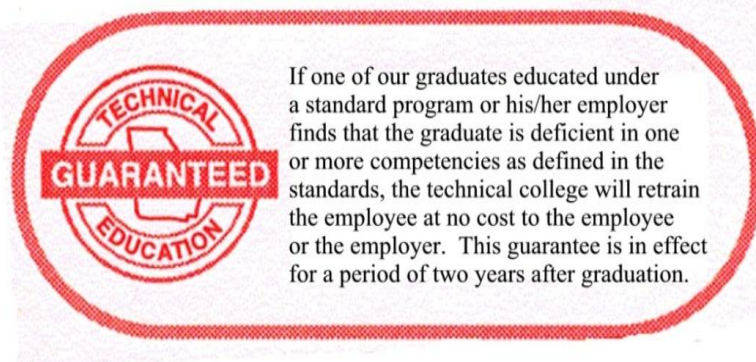 TECHNICAL
GUARANTEED
EDUCATION
If one of our graduates educated under
a standard program or his/her employer
finds that the graduate is deficient in one
or more competencies as defined in the
standards, the technical college will retrain
the employee at no cost to the employee
or the employer.  This guarantee is in effect
for a period of two years after graduation.